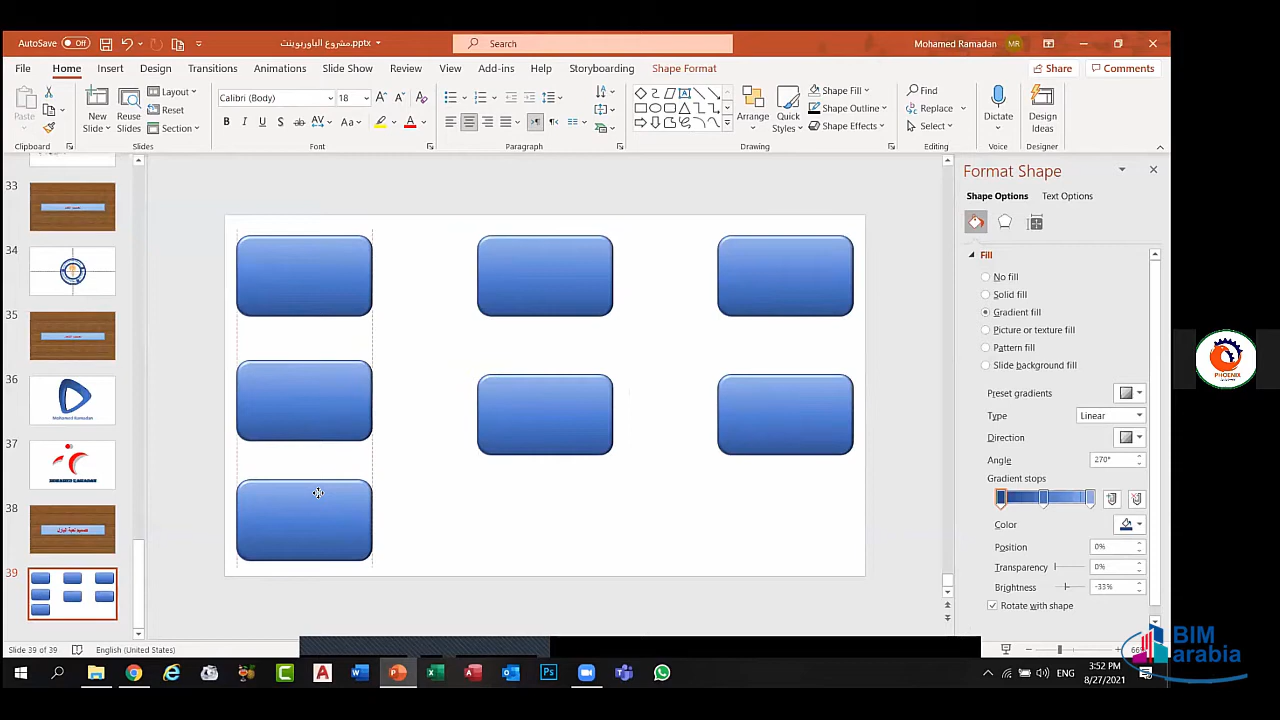 AutoSave Off
مشروع الباوربوينت.pptx
Search
Mohamed Ramadan MR
File Home Insert Design Transitions Animations Slide Show Review View Add-ins Help Storyboarding Shape Format Share Comments
Paste
New Slide
Reuse Slides
Layout
Reset
Section
Calibri (Body) 18
Arrange
Quick Styles
Shape Fill
Shape Outline
Shape Effects
Find
Replace
Select
Dictate
Design Ideas
Clipboard Slides Font Paragraph Drawing Editing Voice Designer
33
34
35
36
Mohamed Ramadan
37
MOHAMED RAMADAN
38
39
Format Shape
Shape Options Text Options
Fill
No fill
Solid fill
Gradient fill
Picture or texture fill
Pattern fill
Slide background fill
Preset gradients
Type Linear
Direction
Angle 270°
Gradient stops
Color
Position 0%
Transparency 0%
Brightness -33%
Rotate with shape
PHOENIX
BIM
arabia
Slide 39 of 39 English (United States)
ENG
3:52 PM
8/27/2021